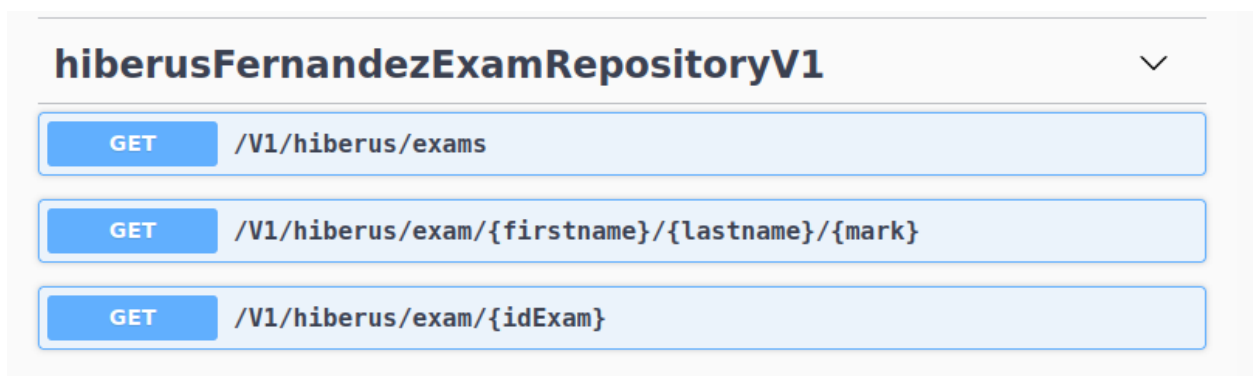 hiberusFernandezExamRepositoryV1
GET /V1/hiberus/exams
GET /V1/hiberus/exam/{firstname}/{lastname}/{mark}
GET /V1/hiberus/exam/{idExam}